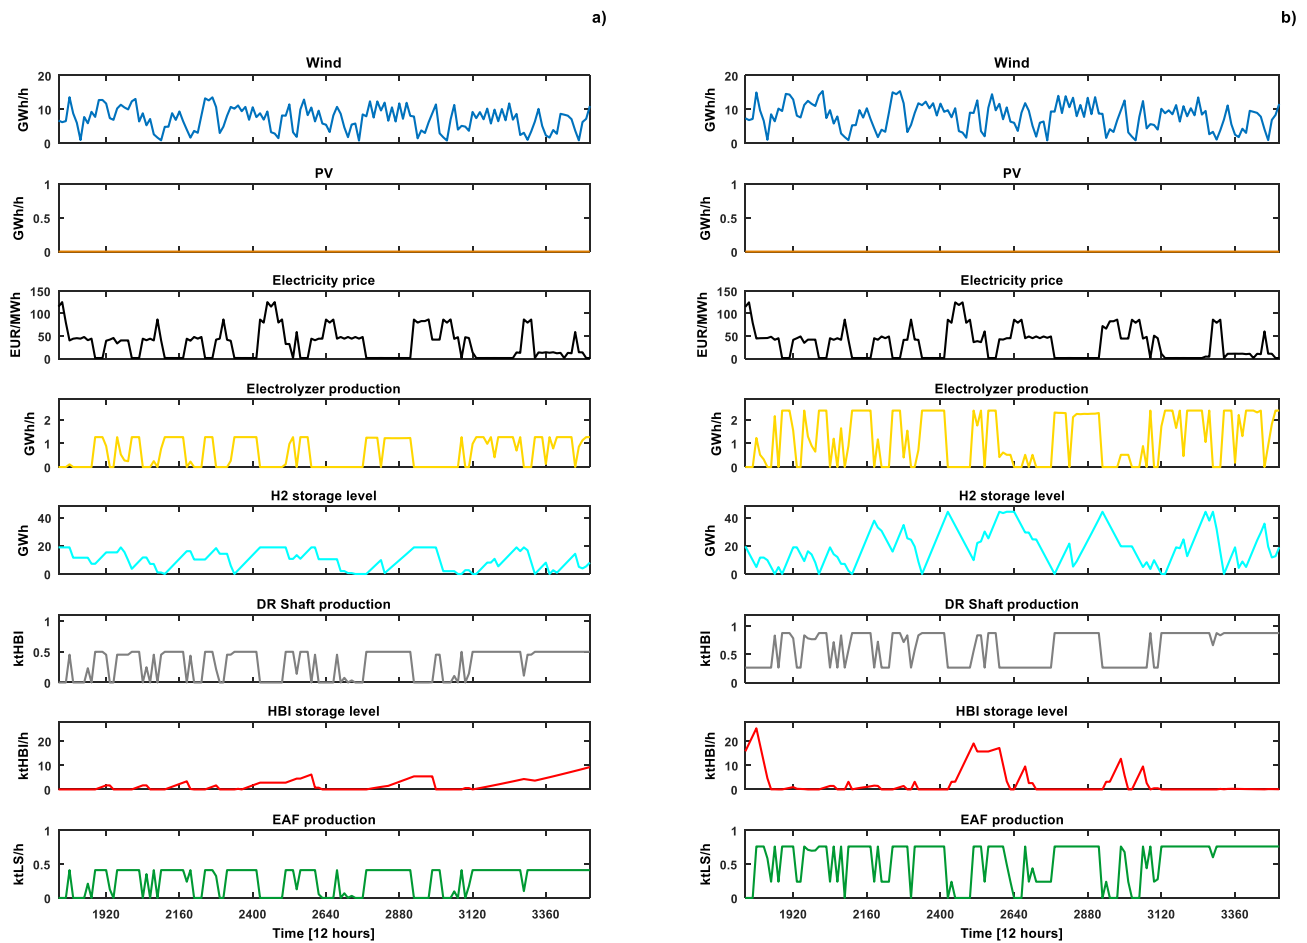 a)
Wind
GWh/h
20
10
0
PV
GWh/h
1
0.5
0
Electricity price
EUR/MWh
150
100
50
0
Electrolyzer production
GWh/h
2
1
0
H2 storage level
GWh
40
20
0
DR Shaft production
ktHBI
1
0.5
0
HBI storage level
ktHBI/h
20
10
0
EAF production
ktLS/h
1
0.5
0
1920 2160 2400 2640 2880 3120 3360
Time [12 hours]
b)
Wind
GWh/h
20
10
0
PV
GWh/h
1
0.5
0
Electricity price
EUR/MWh
150
100
50
0
Electrolyzer production
GWh/h
2
1
0
H2 storage level
GWh
40
20
0
DR Shaft production
ktHBI
1
0.5
0
HBI storage level
ktHBI/h
20
10
0
EAF production
ktLS/h
1
0.5
0
1920 2160 2400 2640 2880 3120 3360
Time [12 hours]